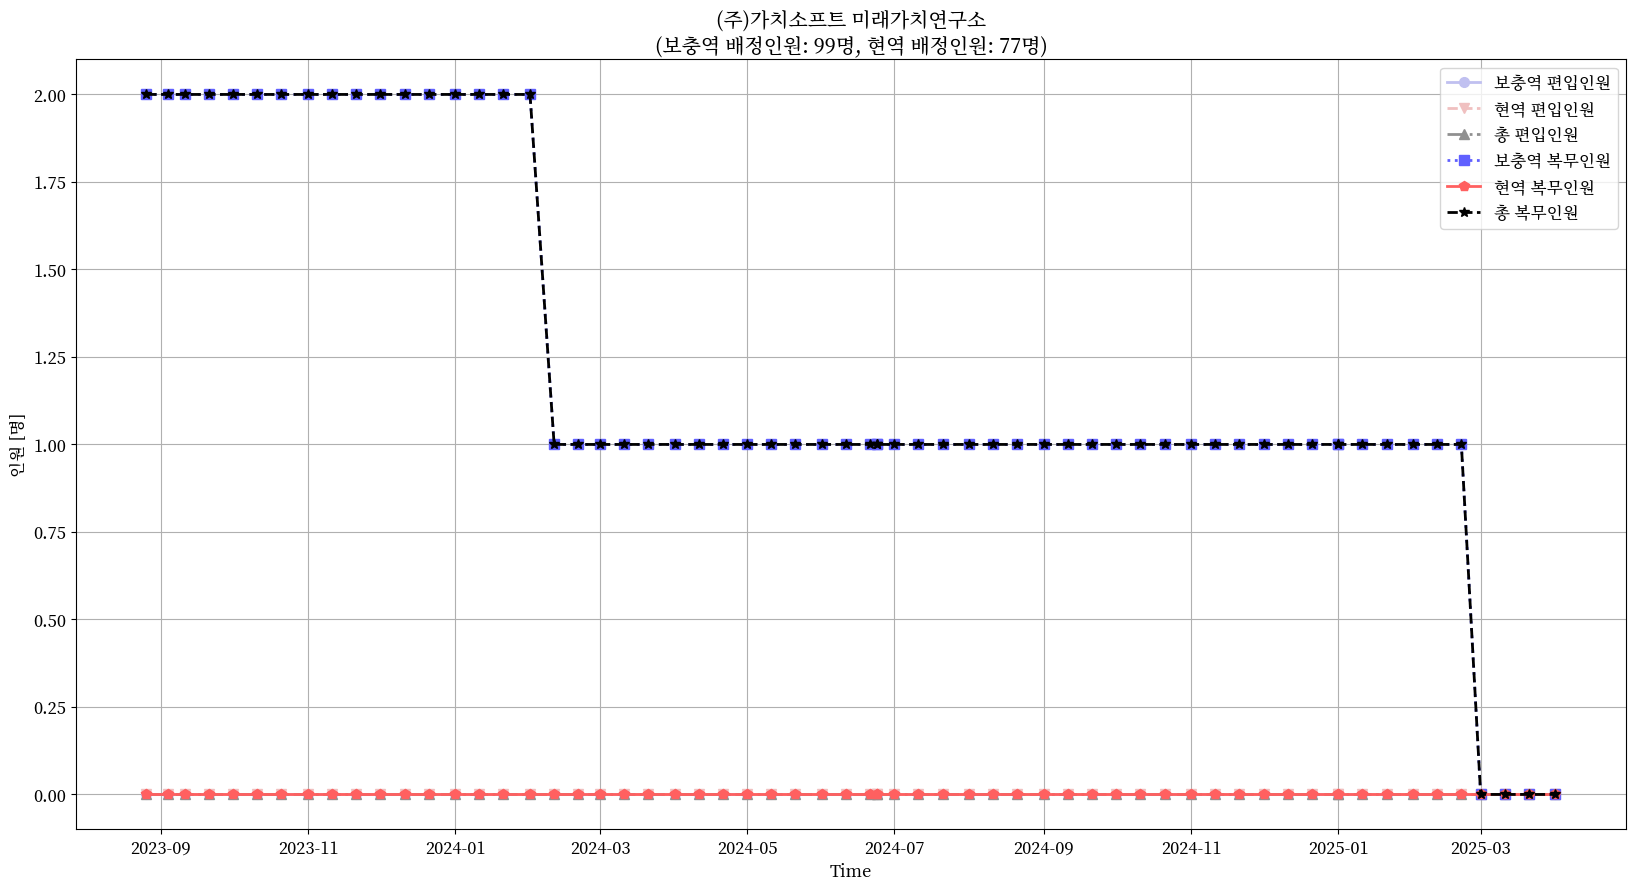 (주)가치소프트 미래가치연구소
(보충역 배정인원: 99명, 현역 배정인원: 77명)
보충역 편입인원
현역 편입인원
총 편입인원
보충역 복무인원
현역 복무인원
총 복무인원
인원 [명]
2.00
1.75
1.50
1.25
1.00
0.75
0.50
0.25
0.00
2023-09 2023-11 2024-01 2024-03 2024-05 2024-07 2024-09 2024-11 2025-01 2025-03
Time